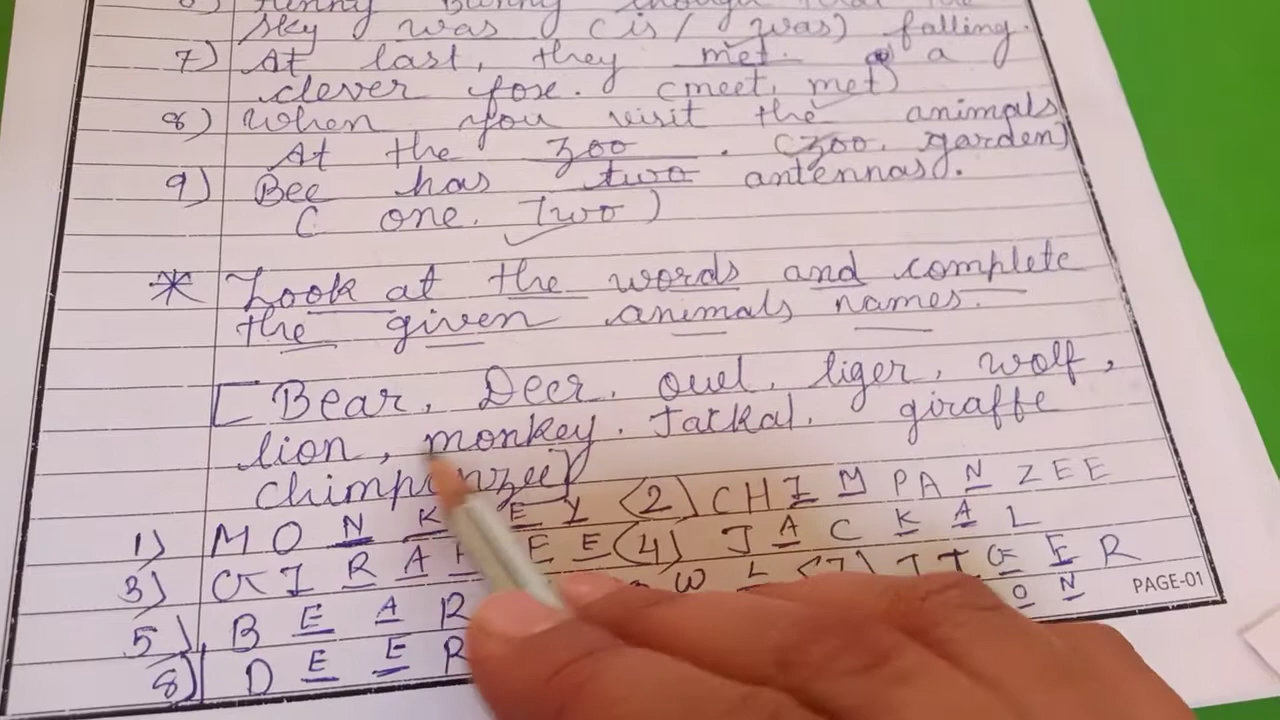 sky was (is/ was) falling.
7) At last, they met a
clever fox. (meet, met)
8) When you visit the animals
At the zoo. (zoo, garden)
9) Bee has two antennas.
( one, Two )
* Look at the words and complete
the given animals names.
[ Bear, Deer, owl, tiger, wolf,
lion, monkey. Jackal. giraffe
chimpanzee]
1) M O N K E Y (2) C H I M P A N Z E E
3) G I R A F E (4) J A C K A L
5) B E A R W L (7) T I G E R
8) D E E R O N
PAGE-01